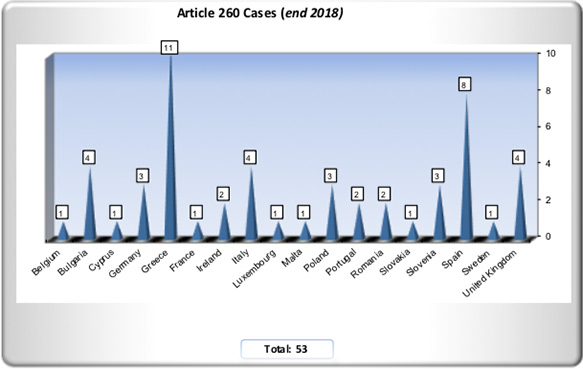 Article 260 Cases (end 2018)
11
10
8
8
6
4
4
4
4
3
3
3
2
2
2
2
1
1
1
1
1
1
1
0
Belgium
Bulgaria
Cyprus
Germany
Greece
France
Ireland
Italy
Luxembourg
Malta
Poland
Portugal
Romania
Slovakia
Slovenia
Spain
Sweden
United Kingdom
Total: 53